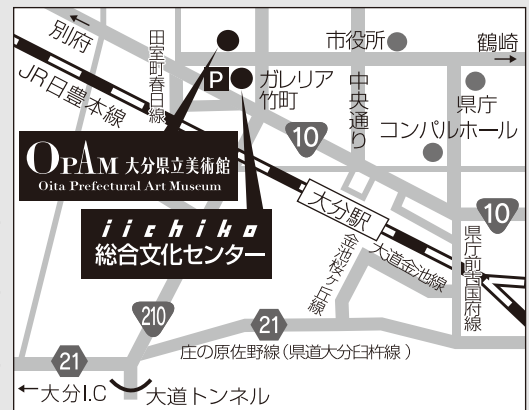 別府
田室町春日線
市役所
鶴崎
JR日豊本線
P
ガレリア
竹町
中央通り
県庁
10
コンパルホール
OPAM 大分県立美術館
Oita Prefectural Art Museum
iichiko
総合文化センター
大分駅
10
金池桜ヶ丘線
大道金池線
県庁前古国府線
210
21
庄の原佐野線(県道大分臼杵線)
21
大分I.C
大道トンネル